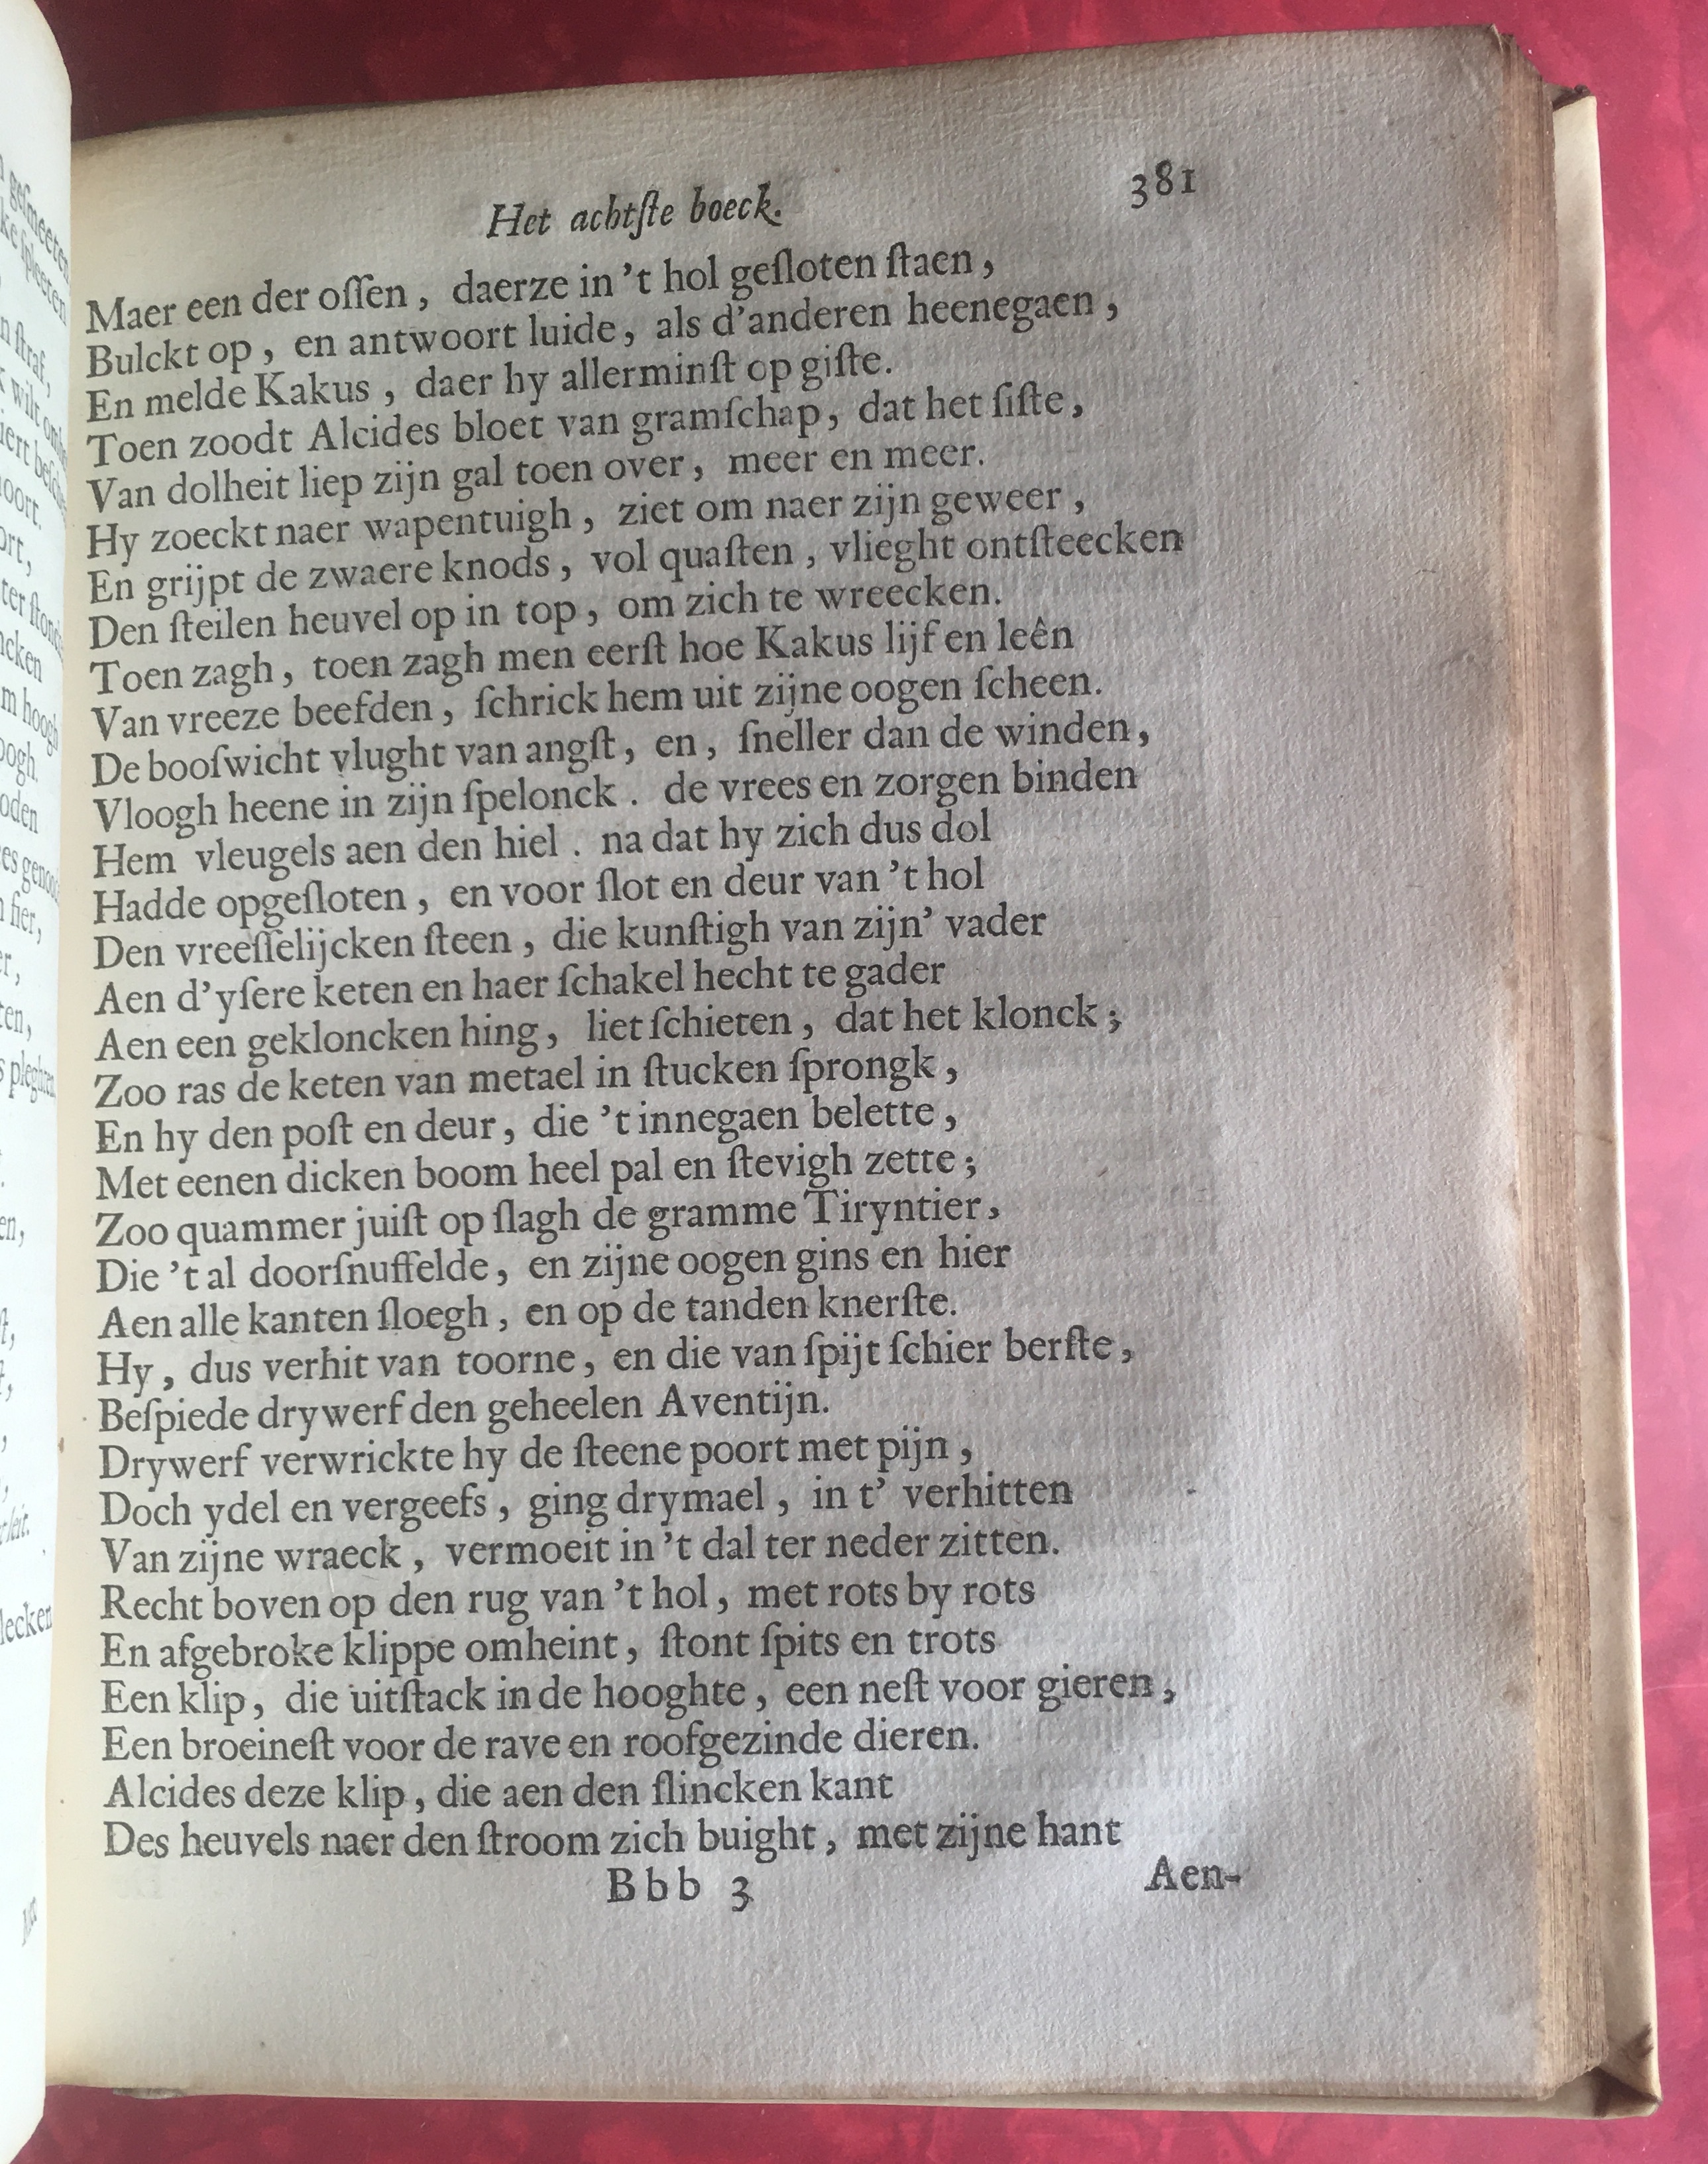 Het achtſte boeck.
381
Maer een der oſſen, daerze in 't hol geſloten ſtaen,
Bulckt op, en antwoort luide, als d'anderen heenegaen,
En melde Kakus, daer hy allerminſt op giſte.
Toen zoodt Alcides bloet van gramſchap, dat het ſiſte,
Van dolheit liep zijn gal toen over, meer en meer.
Hy zoeckt naer wapentuigh, ziet om naer zijn geweer,
En grijpt de zwaere knods, vol quaſten, vlieght ontſteecken
Den ſteilen heuvel op in top, om zich te wreecken.
Toen zagh, toen zagh men eerſt hoe Kakus lijf en leên
Van vreeze beefden, ſchrick hem uit zijne oogen ſcheen.
De boofwicht vlught van angſt, en, ſneller dan de winden,
Vloogh heene in zijn ſpelonck. de vrees en zorgen binden
Hem vleugels aen den hiel. na dat hy zich dus dol
Hadde opgeſloten, en voor ſlot en deur van 't hol
Den vreeſſelijcken ſteen, die kunſtigh van zijn' vader
Aen d'yſere keten en haer ſchakel hecht te gader
Aen een gekloncken hing, liet ſchieten, dat het klonck;
Zoo ras de keten van metael in ſtucken ſprongk,
En hy den poſt en deur, die 't innegaen belette,
Met eenen dicken boom heel pal en ſtevigh zette;
Zoo quammer juiſt op ſlagh de gramme Tiryntier,
Die 't al doorſnuffelde, en zijne oogen gins en hier
Aen alle kanten ſloegh, en op de tanden knerſte.
Hy, dus verhit van toorne, en die van ſpijt ſchier berſte,
Beſpiede drywerf den geheelen Aventijn.
Drywerf verwrickte hy de ſteene poort met pijn,
Doch ydel en vergeefs, ging drymael, in t' verhitten
Van zijne wraeck, vermoeit in 't dal ter neder zitten.
Recht boven op den rug van 't hol, met rots by rots
En afgebroke klippe omheint, ſtont ſpits en trots
Een klip, die uitſtack in de hooghte, een neſt voor gieren,
Een broeineſt voor de rave en roofgezinde dieren.
Alcides deze klip, die aen den ſlincken kant
Des heuvels naer den ſtroom zich buight, met zijne hant
Bbb 3
Aen-